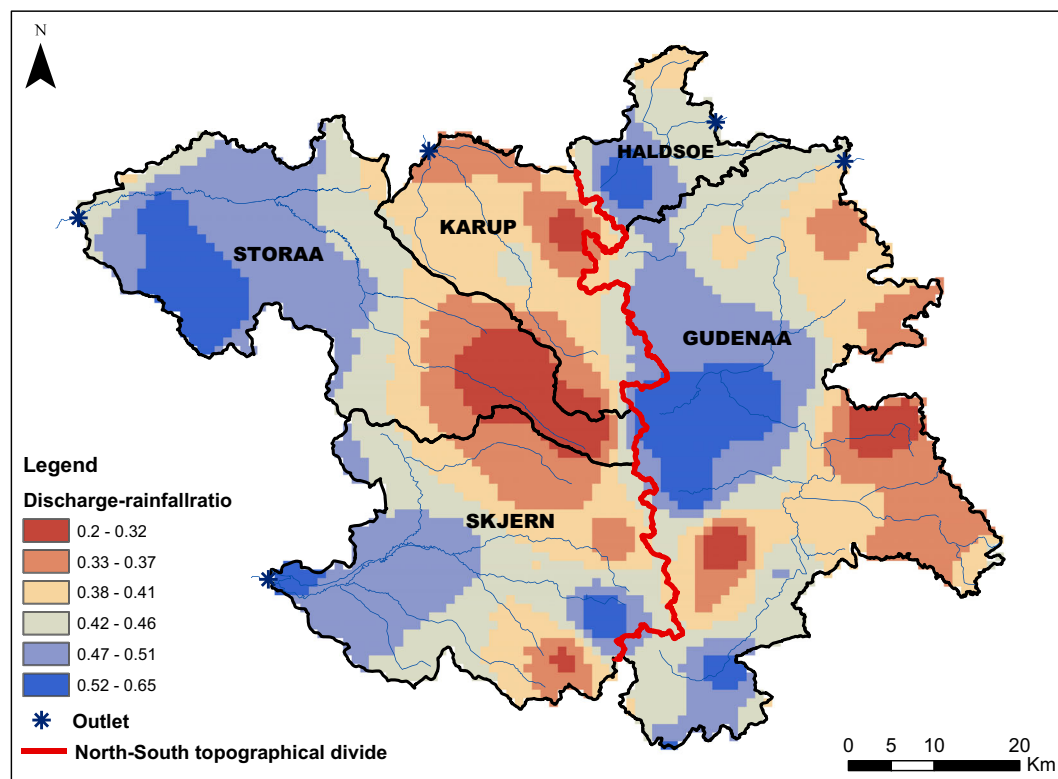 N
HALDSOE
KARUP
STORAA
GUDENAA
SKJERN
Legend
Discharge-rainfallratio
0.2 - 0.32
0.33 - 0.37
0.38 - 0.41
0.42 - 0.46
0.47 - 0.51
0.52 - 0.65
Outlet
North-South topographical divide
0 5 10 20
Km